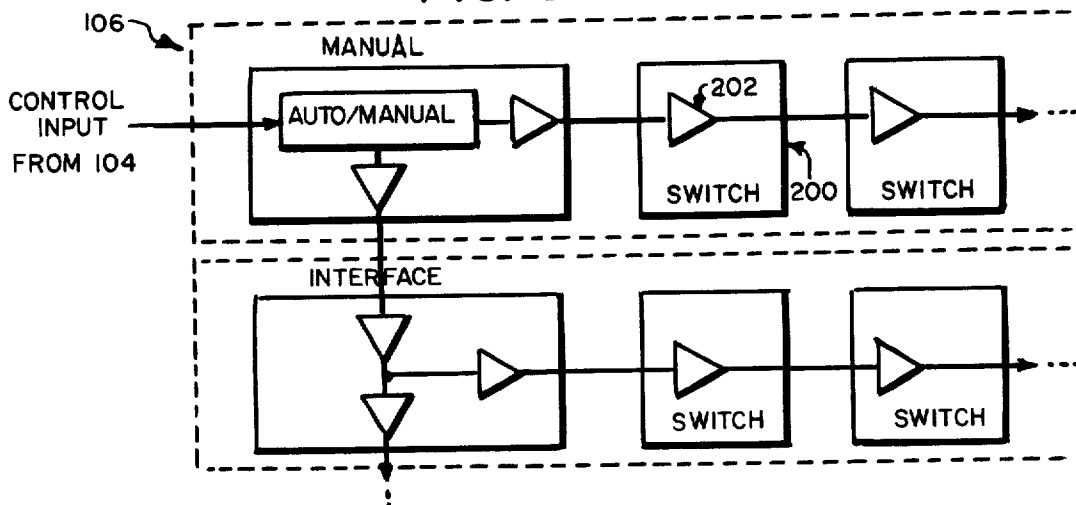 106
MANUAL
CONTROL
INPUT
FROM 104
AUTO/MANUAL
202
200
SWITCH
SWITCH
INTERFACE
SWITCH
SWITCH